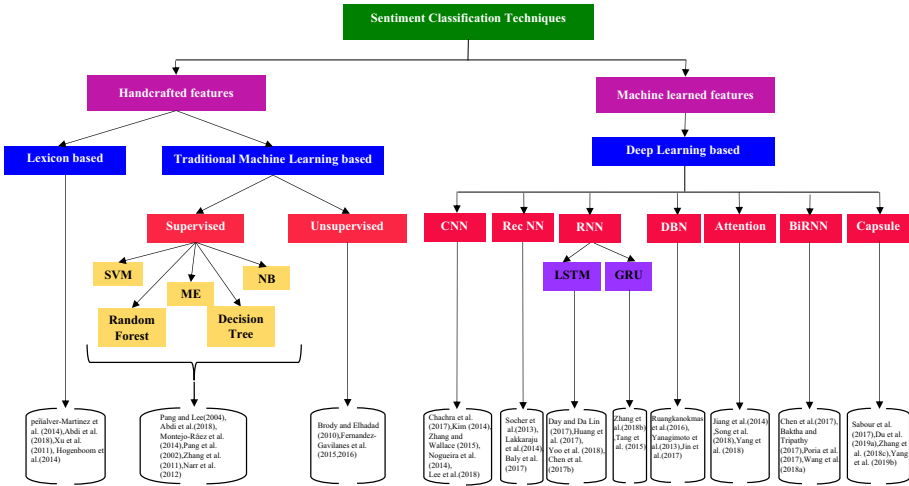 Sentiment Classification Techniques
Handcrafted features
Machine learned features
Lexicon based
Traditional Machine Learning based
Deep Learning based
Supervised
Unsupervised
CNN
Rec NN
RNN
DBN
Attention
BiRNN
Capsule
SVM
ME
NB
LSTM
GRU
Random
Forest
Decision
Tree
peñalver-Martinez et
al. (2014),Abdi et al.
(2018),Xu et al.
(2011), Hogenboom et
al.(2014)
Pang and Lee(2004),
Abdi et al.(2018),
Montejo-Ráez et al.
(2014),Pang et al.
(2002),Zhang et al.
(2011),Narr et al.
(2012)
Brody and Elhadad
(2010),Fernandez-
Gavilanes et al.
(2015,2016)
Chachra et al.
(2017),Kim (2014),
Zhang and
Wallace (2015),
Nogueira et al.
(2014),
Lee et al.(2018)
Socher et
al.(2013),
Lakkaraju et
al.(2014),
Baly et al.
(2017)
Day and Da Lin
(2017),Huang et
al. (2017),
Yoo et al. (2018),
Chen et al.
(2017b)
Zhang et
al.(2018b)
,Tang et
al. (2015)
Ruangkanokmas
et al.(2016),
Yanagimoto et
al.(2013),Jin et
al.(2017)
Jiang et al.(2014)
,Song et al.
(2018),Yang et
al. (2018)
Chen et al.(2017),
Baktha and
Tripathy
(2017),Poria et al.
(2017),Wang et al.
(2018a)
Sabour et al.
(2017),Du et al.
(2019a),Zhang et
al. (2018c),Yang
et al. (2019b)